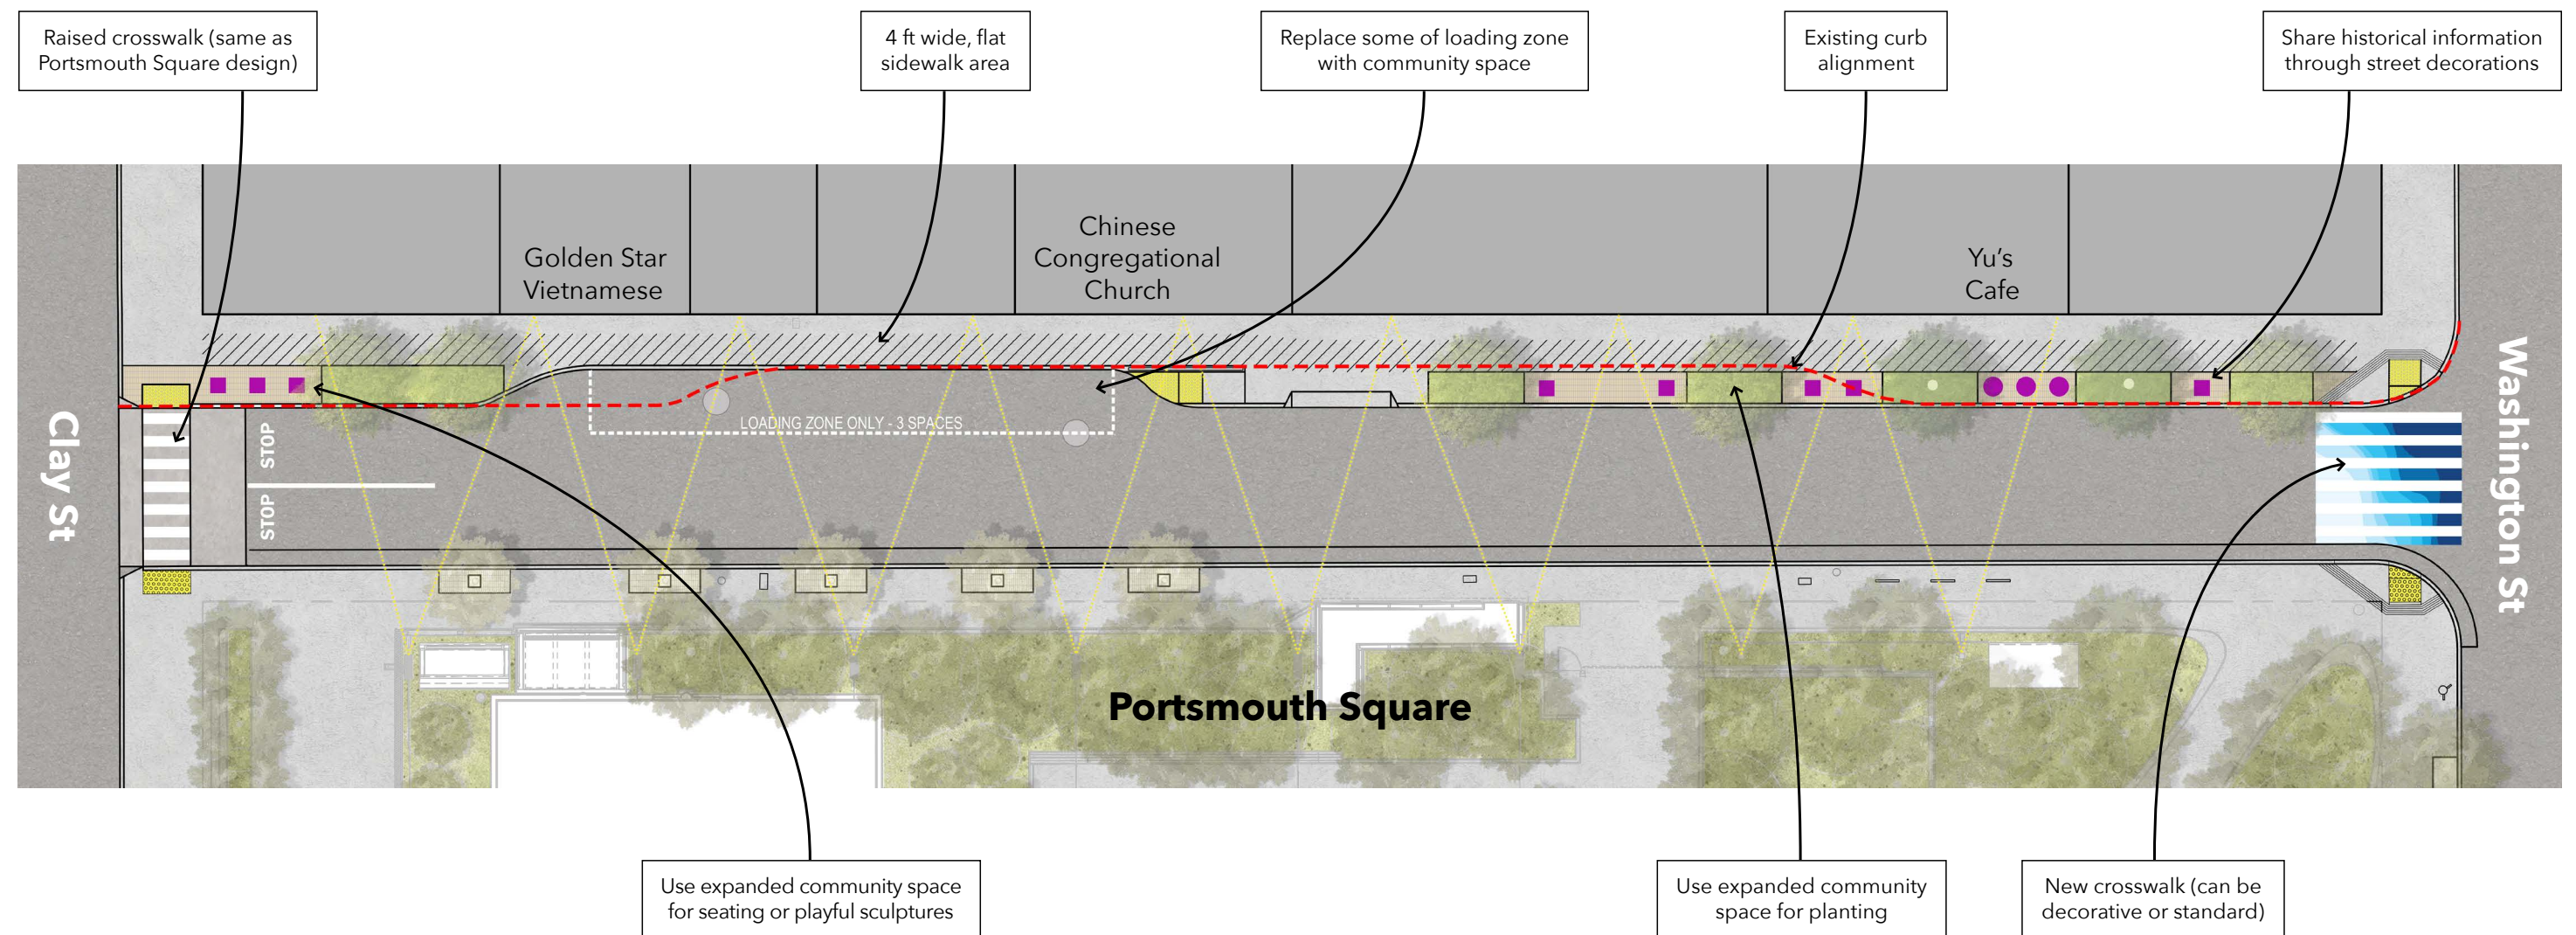 Raised crosswalk (same as
Portsmouth Square design)
4 ft wide, flat
sidewalk area
Replace some of loading zone
with community space
Existing curb
alignment
Share historical information
through street decorations
Golden Star
Vietnamese
Chinese
Congregational
Church
Yu's
Cafe
LOADING ZONE ONLY - 3 SPACES
STOP
STOP
Clay St
Washington St
Portsmouth Square
Use expanded community space
for seating or playful sculptures
Use expanded community
space for planting
New crosswalk (can be
decorative or standard)